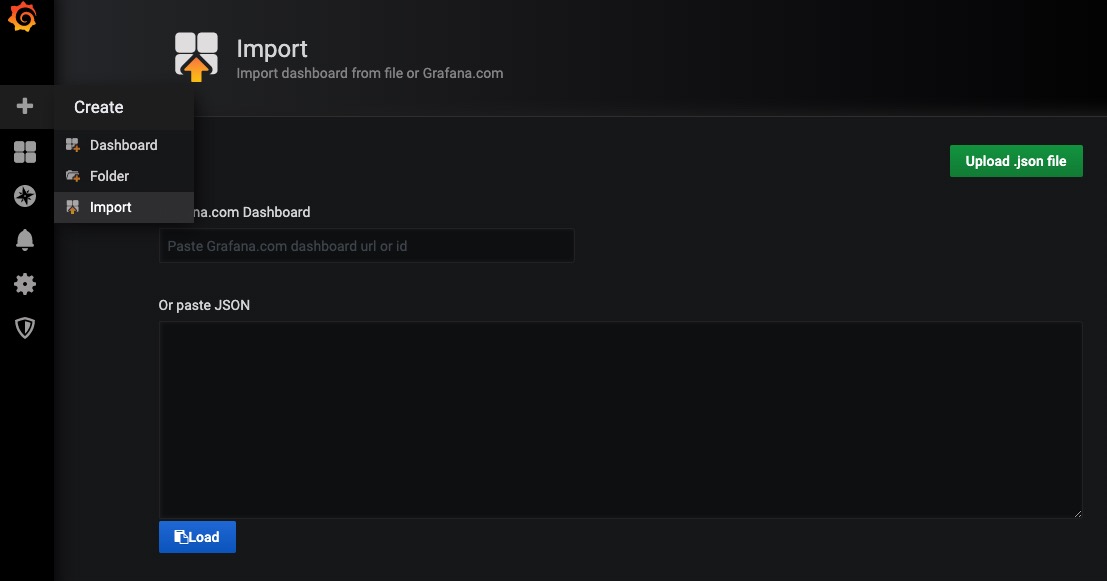 Import
Import dashboard from file or Grafana.com
Create
Dashboard
Folder
Import
Upload .json file
na.com Dashboard
Paste Grafana.com dashboard url or id
Or paste JSON
Load